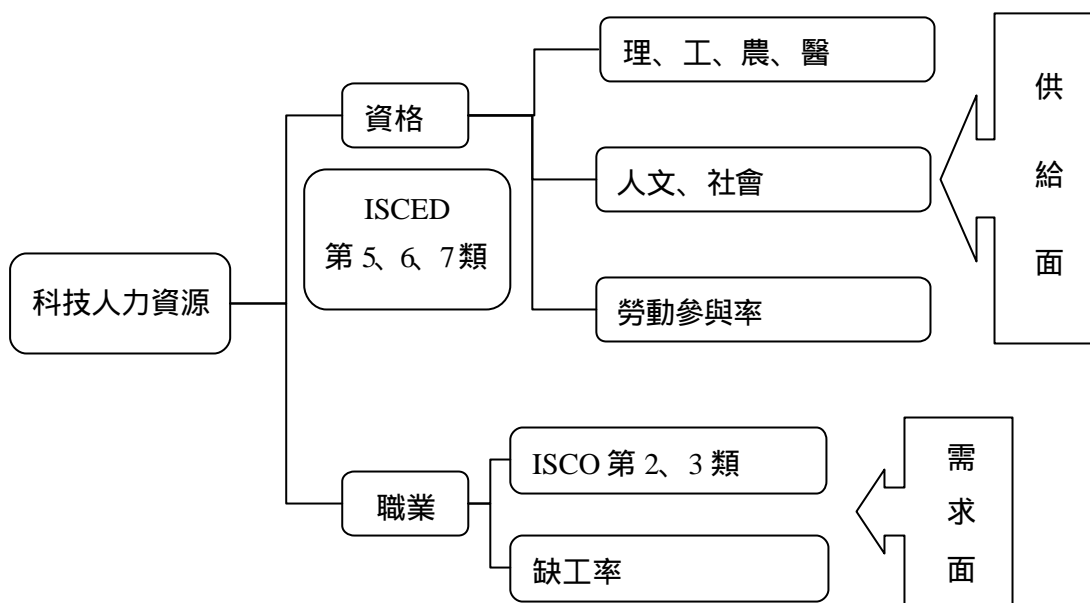 理、工、農、醫
資格
人文、社會
ISCED
第 5、6、7 類
科技人力資源
勞動參與率
供給面
ISCO 第 2、3 類
職業
缺工率
需求面